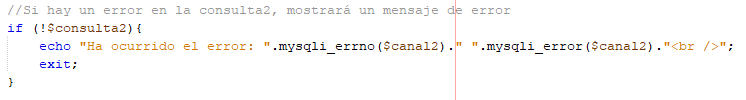 //Si hay un error en la consulta2, mostrará un mensaje de error
if (!$consulta2){
echo "Ha ocurrido el error: ".mysqli_errno($canal2)." ".mysqli_error($canal2)."<br />";
exit;
}